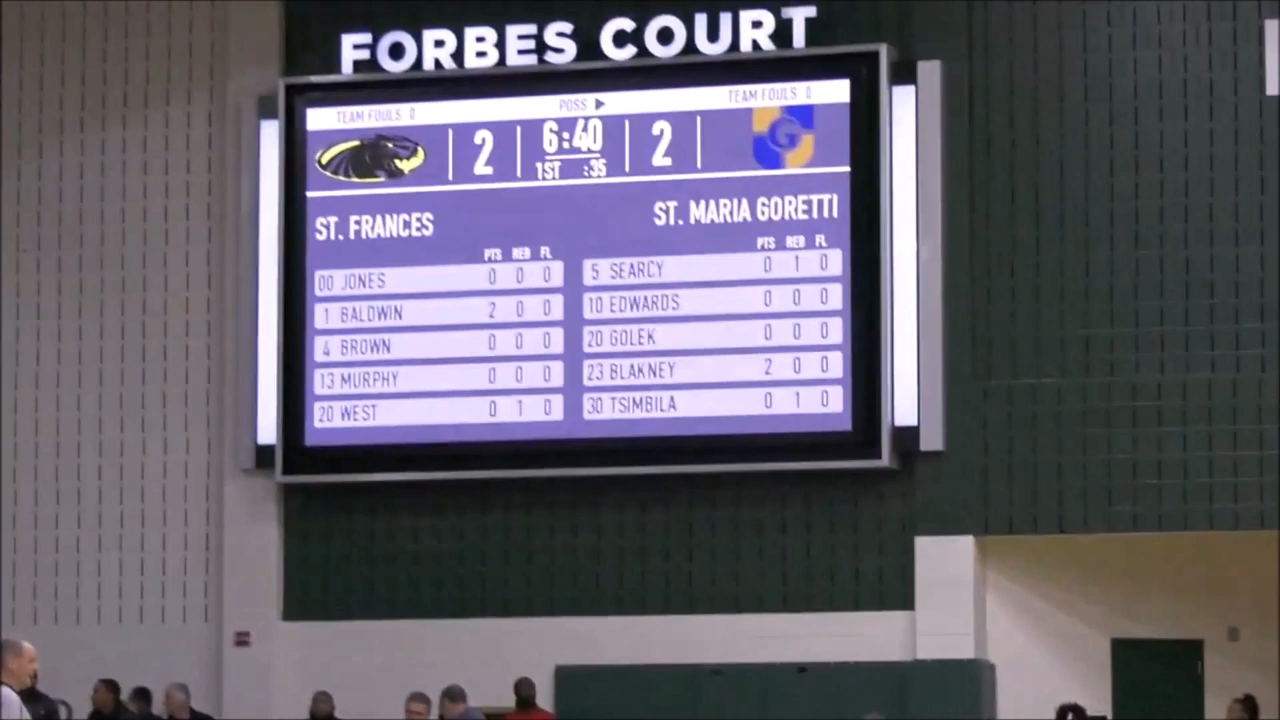 FORBES COURT
TEAM FOULS 0 POSS TEAM FOULS 0
2 6:40 2 G
1ST :35
ST. FRANCES ST. MARIA GORETTI
PTS REB FL PTS REB FL
00 JONES 0 0 0 5 SEARCY 0 1 0
1 BALDWIN 2 0 0 10 EDWARDS 0 0 0
4 BROWN 0 0 0 20 GOLEK 0 0 0
13 MURPHY 0 0 0 23 BLAKNEY 2 0 0
20 WEST 0 1 0 30 TSIMBILA 0 1 0